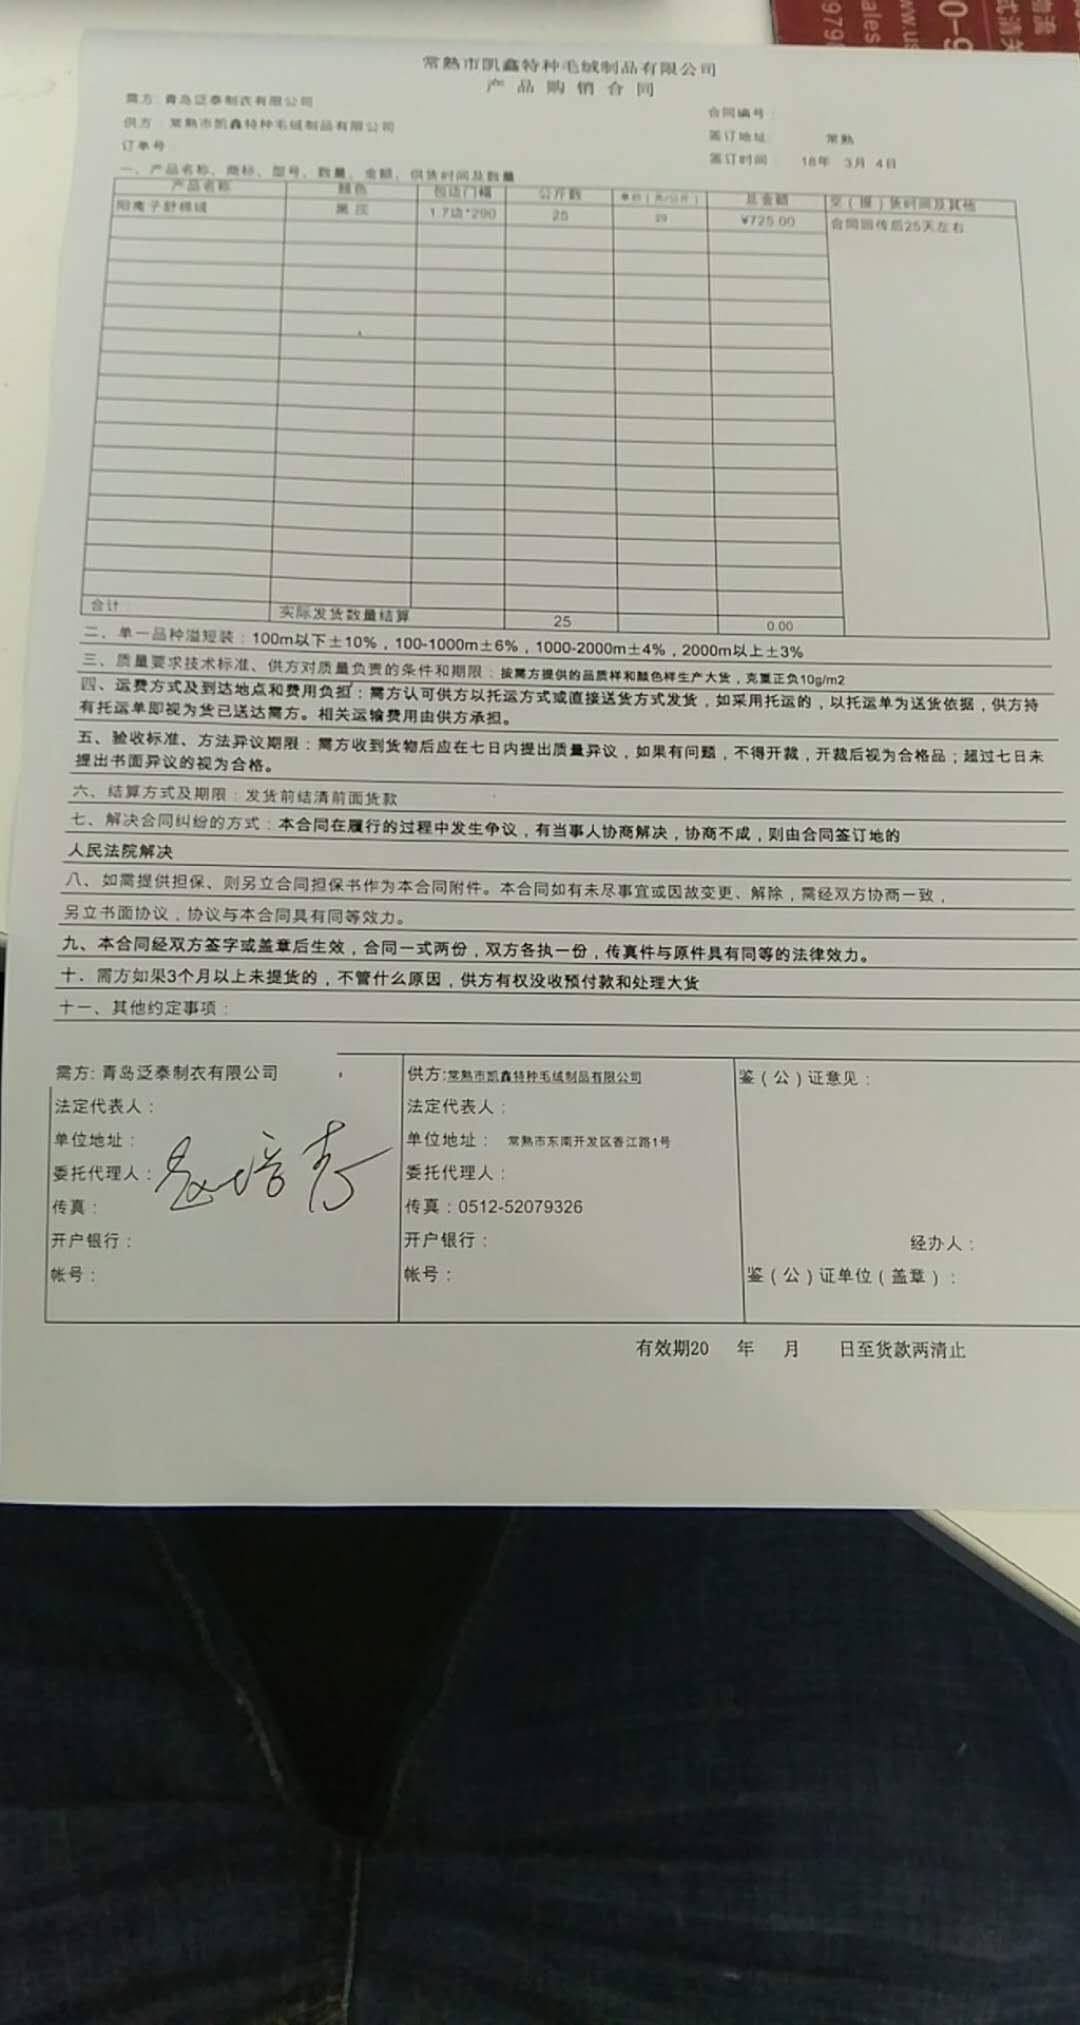 常熟市凯鑫特种毛绒制品有限公司
产品购销合同
需方: 青岛泛泰制衣有限公司
合同编号:
供方: 常熟市凯鑫特种毛绒制品有限公司
签订地址: 常熟
订单号
签订时间: 18年 3月 4日
一、产品名称、商标、型号、数量、金额、供货时间及数量
产品名称 颜色 包边门幅 公斤数 单价(元/公斤) 总金额 交(提)货时间及其他
阳离子舒棉绒 黑灰 1.7边*290 25 29 ¥725.00 合同回传后25天左右
合计: 实际发货数量结算 25 0.00
二、单一品种溢短装:100m以下±10%,100-1000m±6%,1000-2000m±4%,2000m以上±3%
三、质量要求技术标准、供方对质量负责的条件和期限:按需方提供的品质样和颜色样生产大货,克重正负10g/m2
四、运费方式及到达地点和费用负担:需方认可供方以托运方式或直接送货方式发货,如采用托运的,以托运单为送货依据,供方持
有托运单即视为货已送达需方。相关运输费用由供方承担。
五、验收标准、方法异议期限:需方收到货物后应在七日内提出质量异议,如果有问题,不得开裁,开裁后视为合格品;超过七日未
提出书面异议的视为合格。
六、结算方式及期限:发货前结清前面货款
七、解决合同纠纷的方式:本合同在履行的过程中发生争议,有当事人协商解决,协商不成,则由合同签订地的
人民法院解决
八、如需提供担保、则另立合同担保书作为本合同附件。本合同如有未尽事宜或因故变更、解除,需经双方协商一致,
另立书面协议,协议与本合同具有同等效力。
九、本合同经双方签字或盖章后生效,合同一式两份,双方各执一份,传真件与原件具有同等的法律效力。
十、需方如果3个月以上未提货的,不管什么原因,供方有权没收预付款和处理大货
十一、其他约定事项:
需方: 青岛泛泰制衣有限公司
法定代表人:
单位地址:
委托代理人:
传真:
开户银行:
帐号:
供方:常熟市凯鑫特种毛绒制品有限公司
法定代表人:
单位地址: 常熟市东南开发区香江路1号
委托代理人:
传真:0512-52079326
开户银行:
帐号:
鉴(公)证意见:
经办人:
鉴(公)证单位(盖章):
有效期20 年 月 日至货款两清止